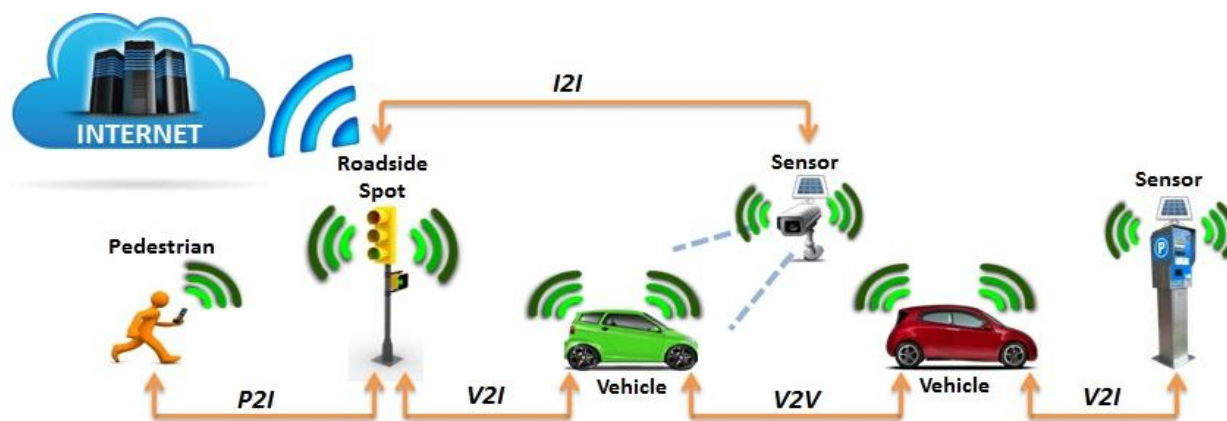 I2I
INTERNET
Roadside
Spot
Sensor
Sensor
Pedestrian
P
Vehicle
Vehicle
P2I
V2I
V2V
V2I